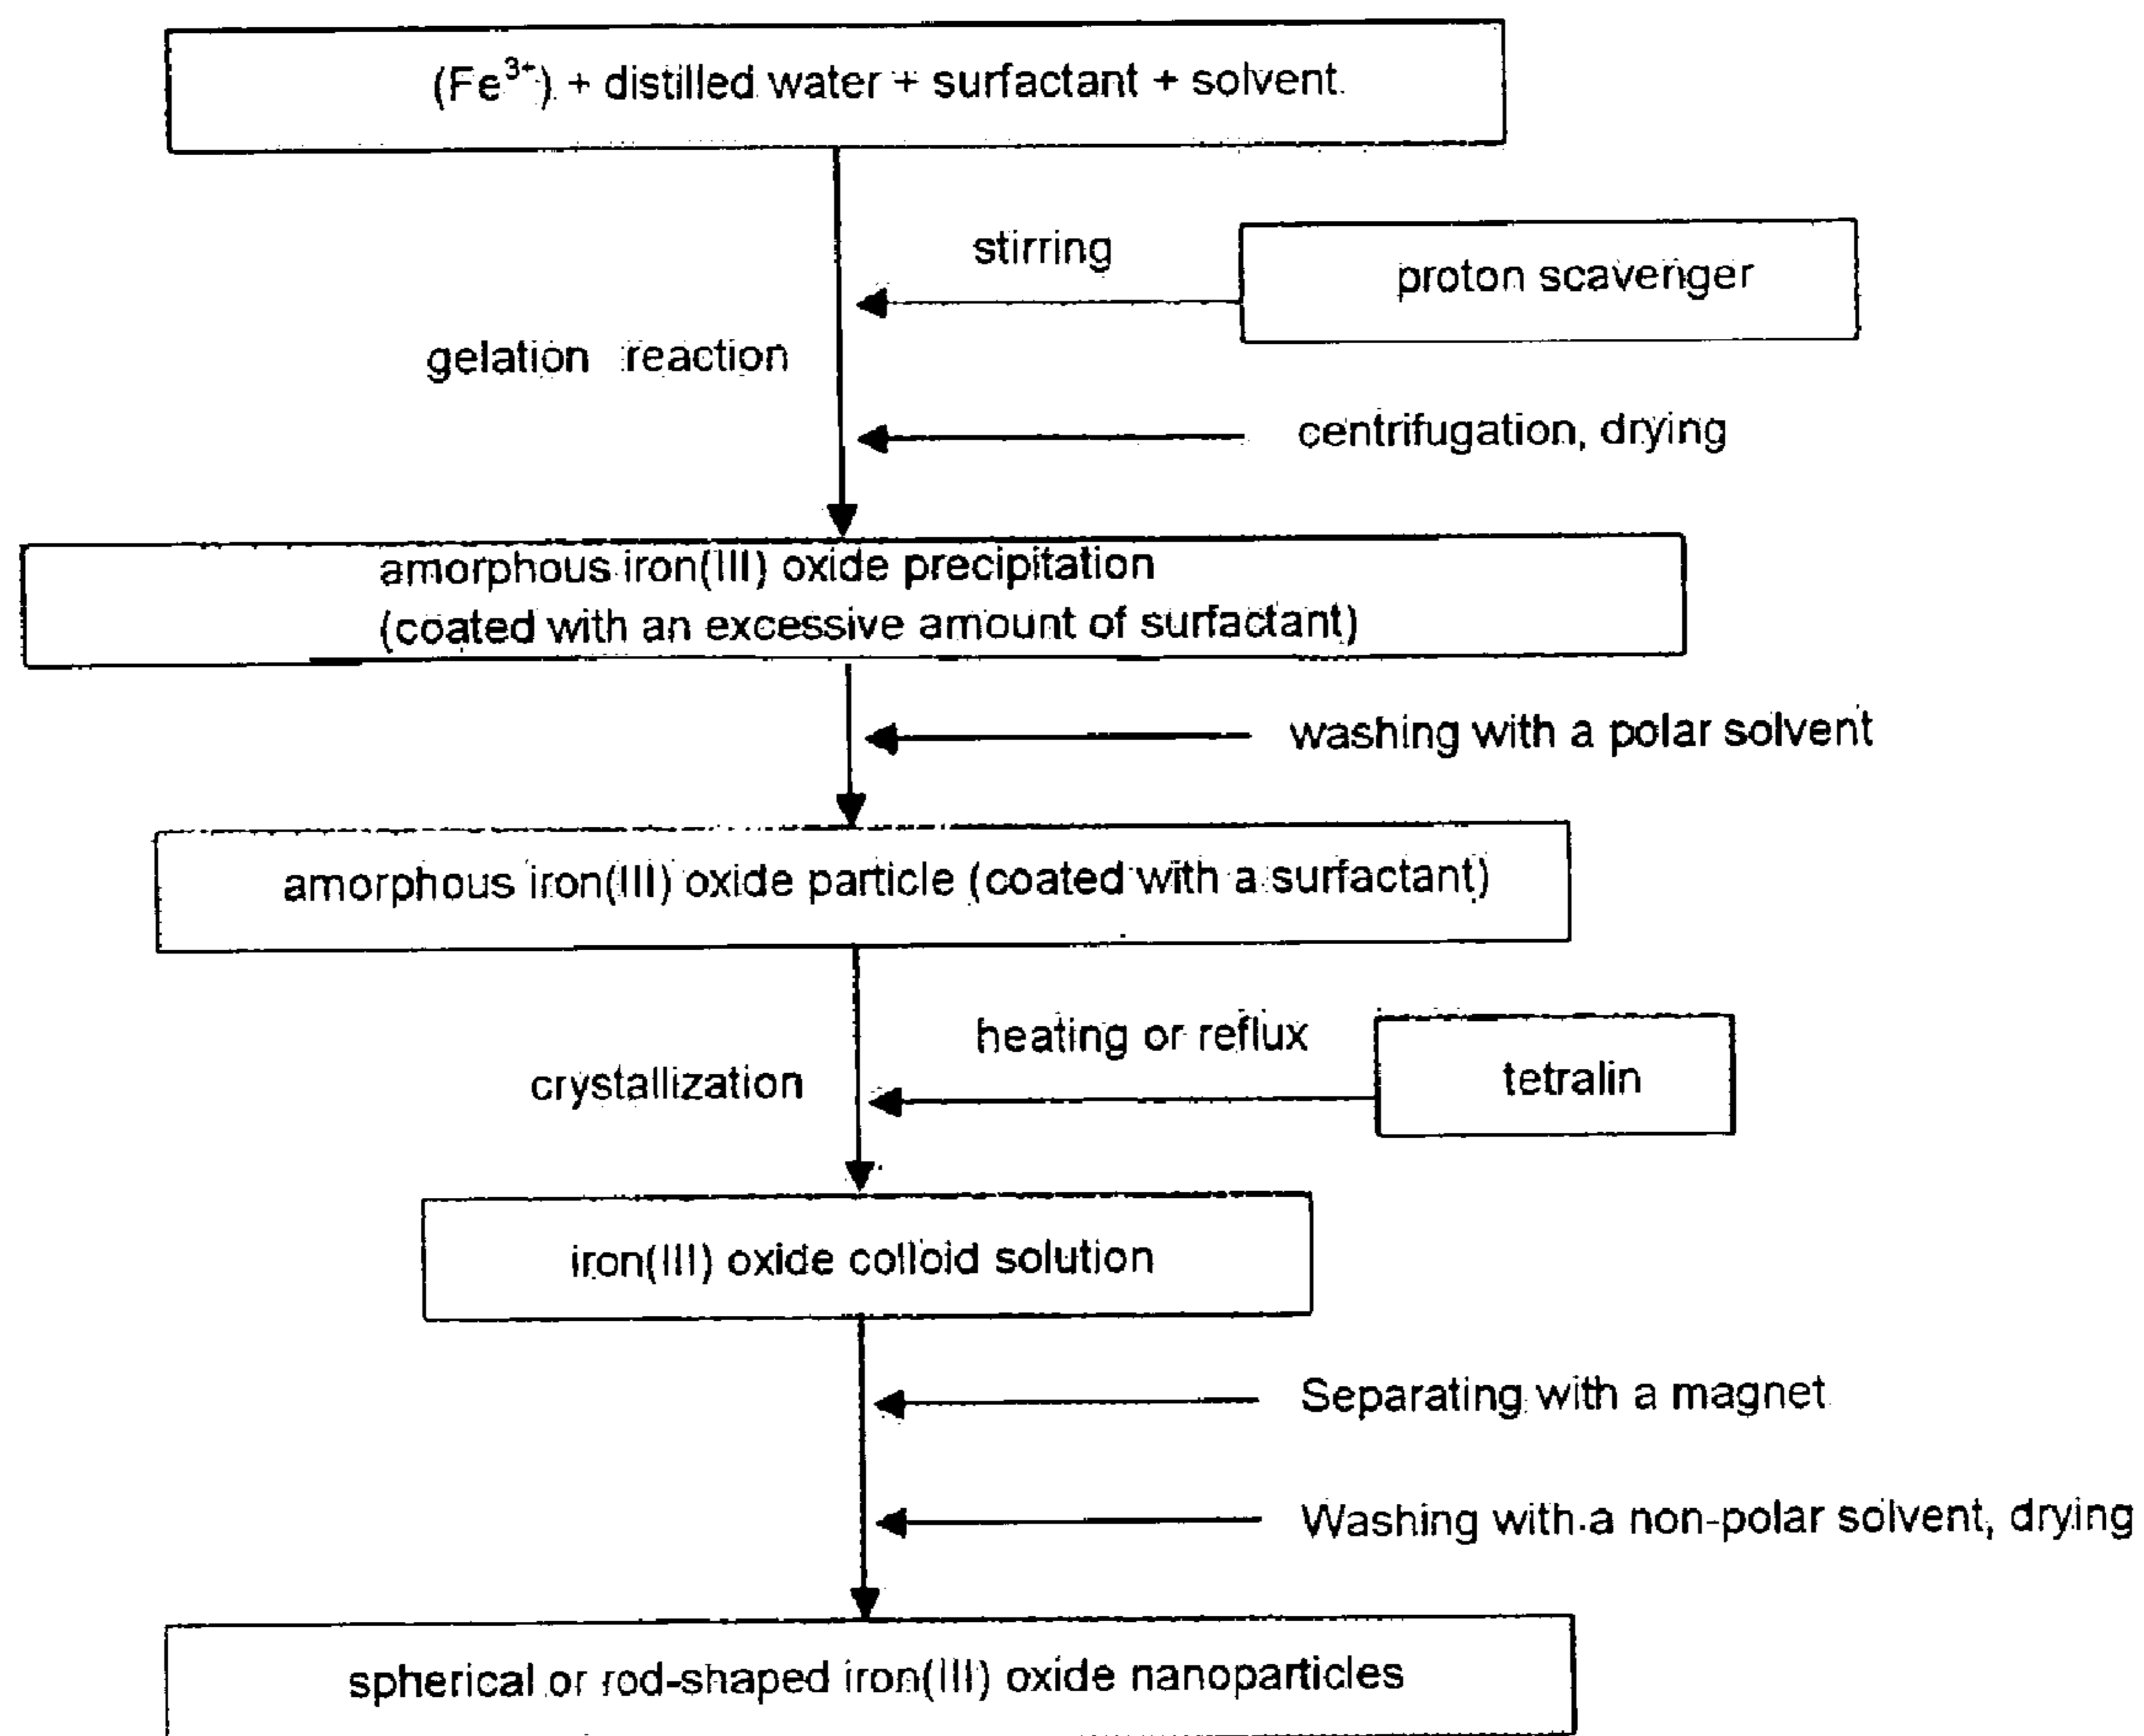 (Fe³⁺) + distilled water + surfactant + solvent
stirring
proton scavenger
gelation reaction
centrifugation, drying
amorphous iron(III) oxide precipitation
(coated with an excessive amount of surfactant)
washing with a polar solvent
amorphous iron(III) oxide particle (coated with a surfactant)
heating or reflux
tetralin
crystallization
iron(III) oxide colloid solution
Separating with a magnet
Washing with a non-polar solvent, drying
spherical or rod-shaped iron(III) oxide nanoparticles